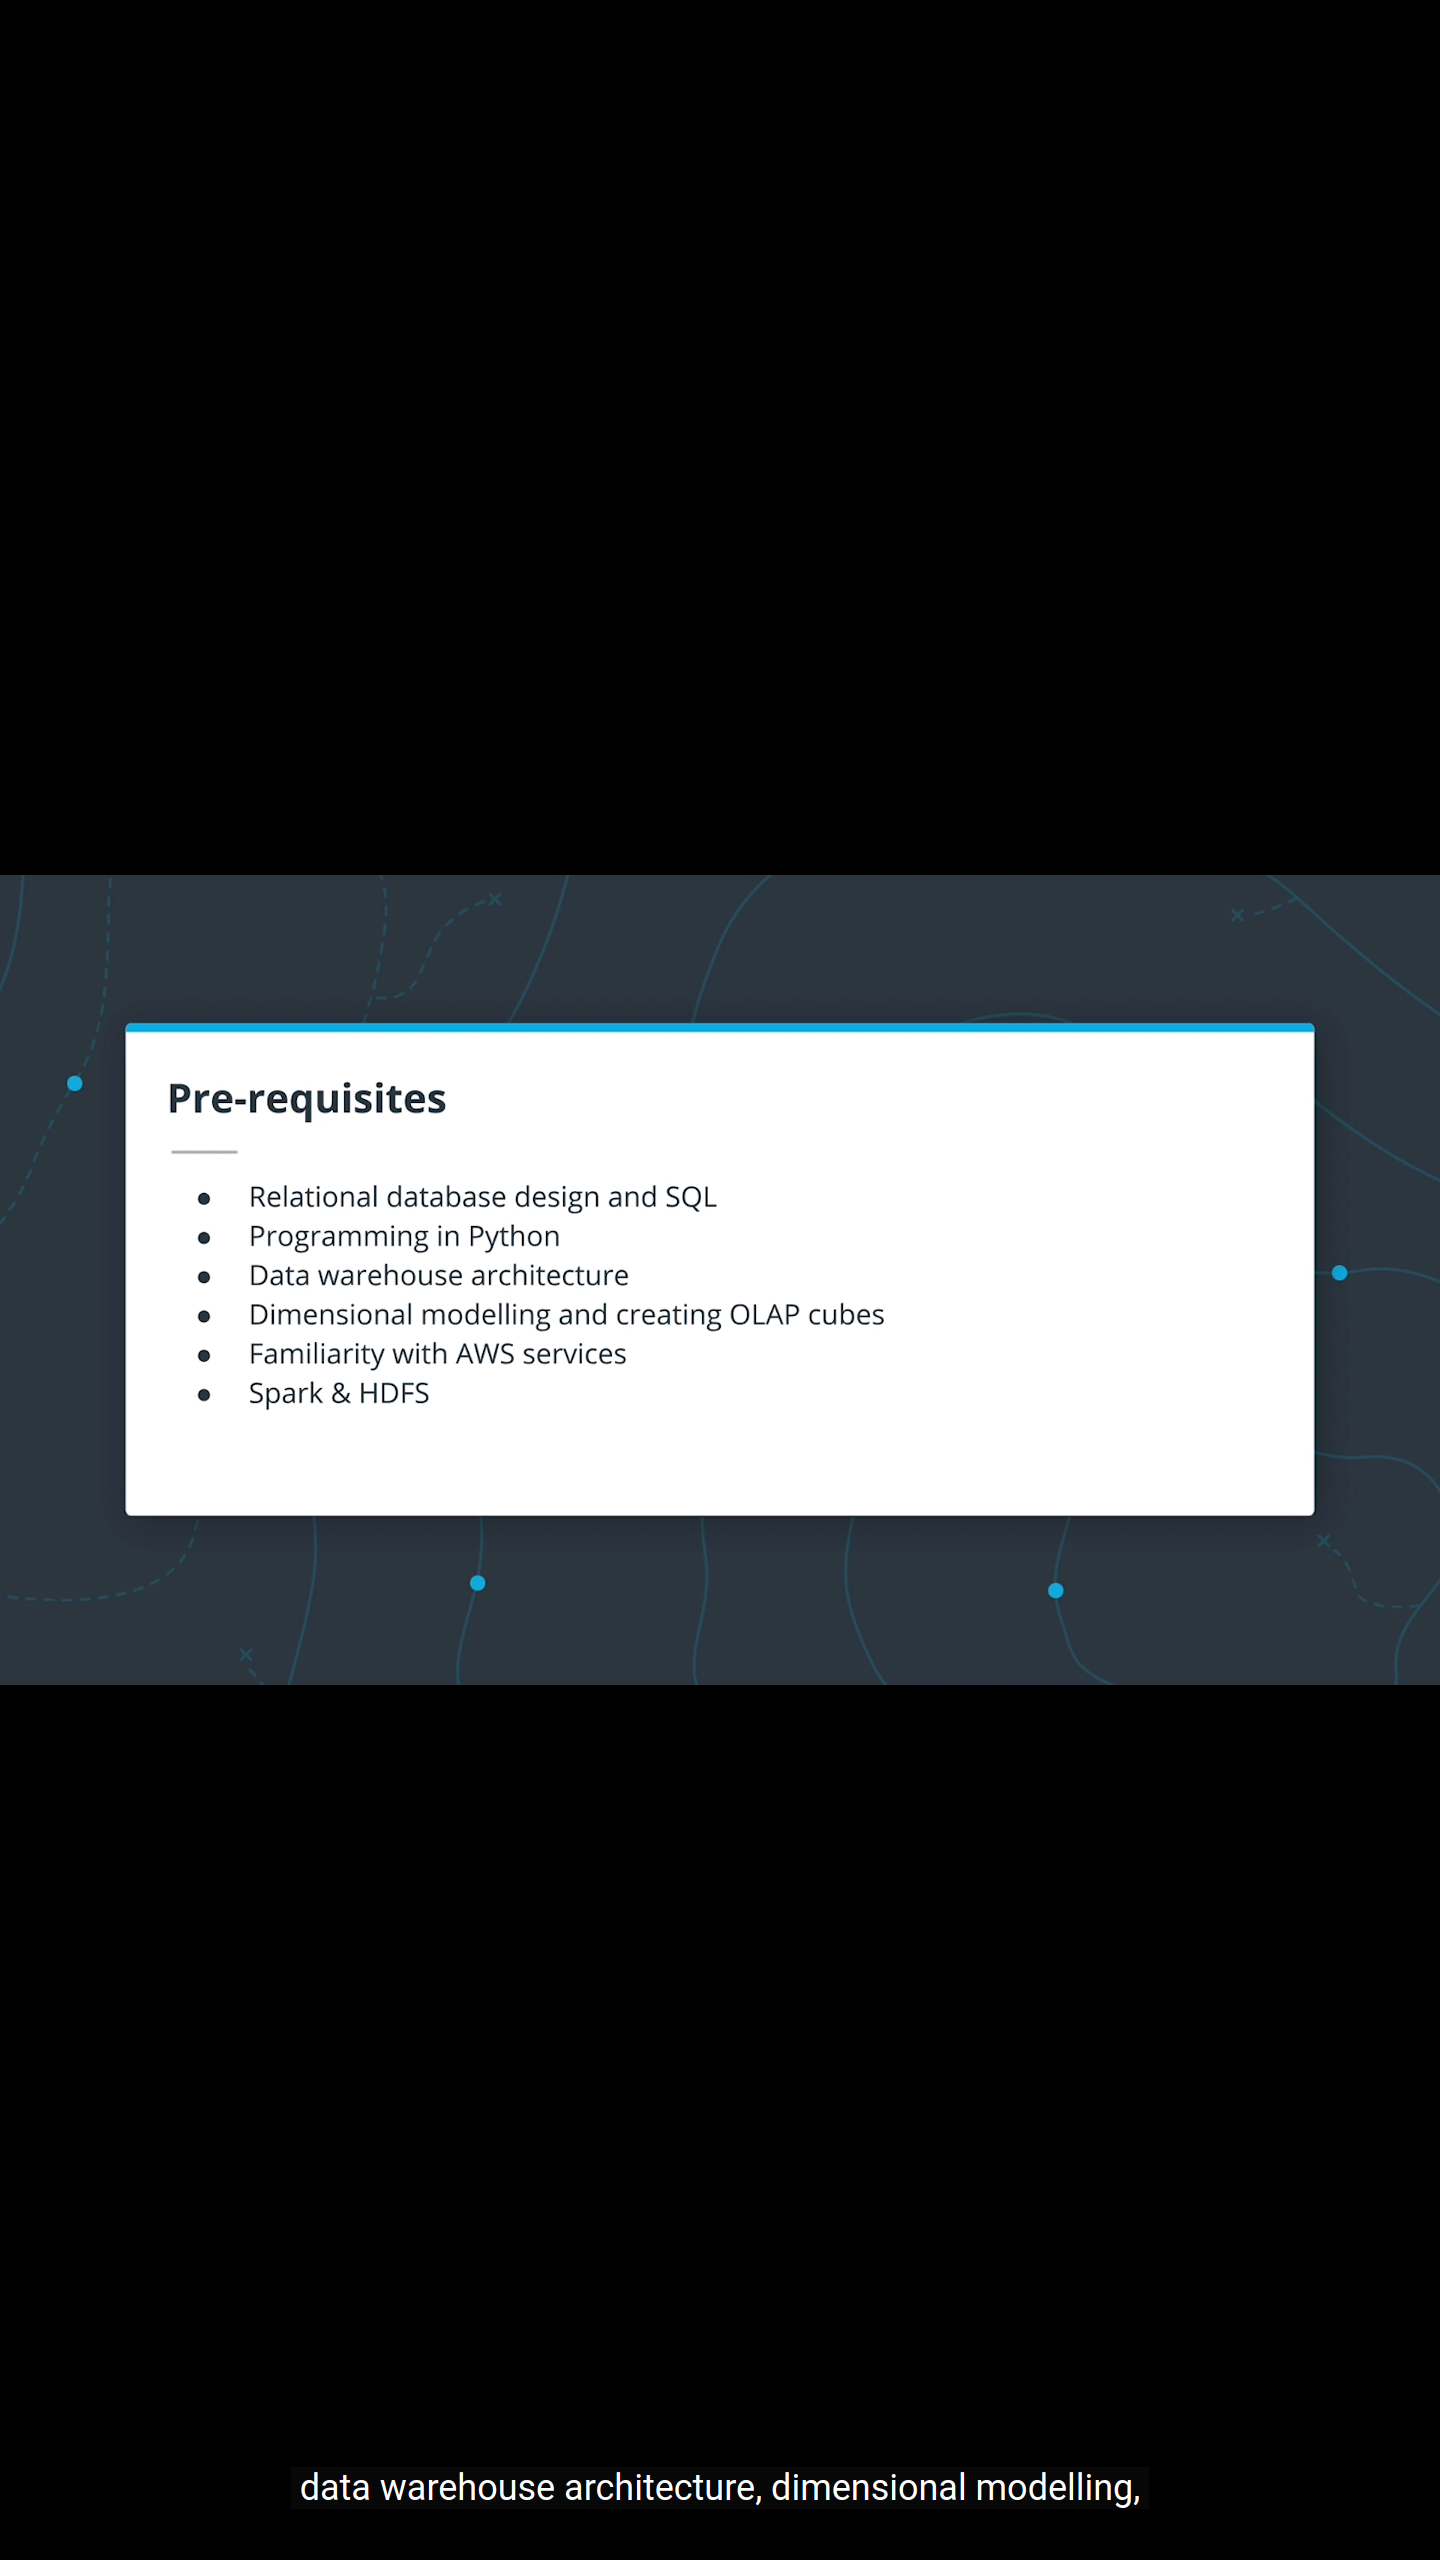 Pre-requisites
● Relational database design and SQL
● Programming in Python
● Data warehouse architecture
● Dimensional modelling and creating OLAP cubes
● Familiarity with AWS services
● Spark & HDFS
data warehouse architecture, dimensional modelling,